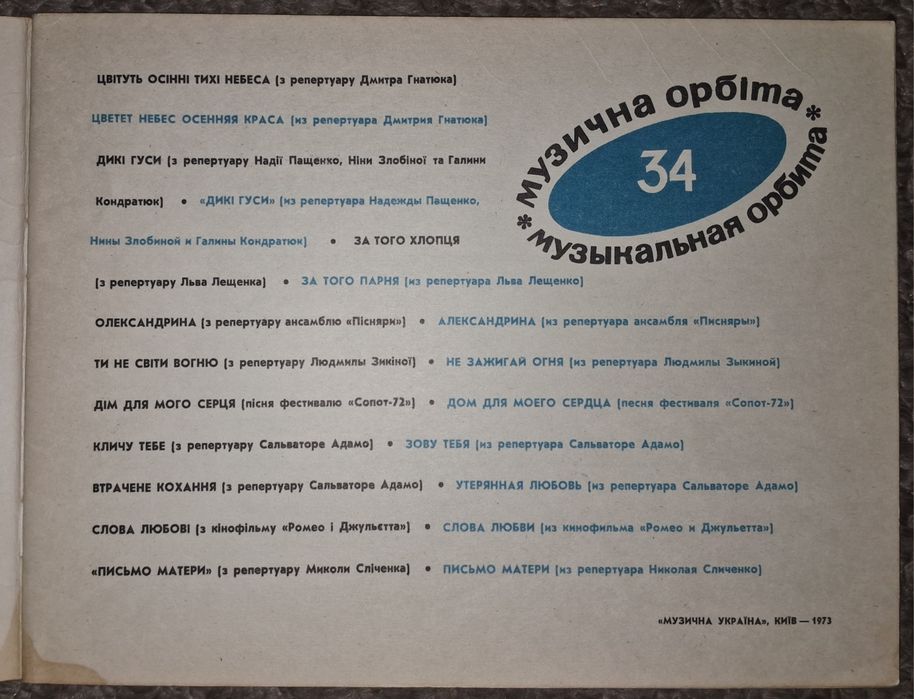 ЦВІТУТЬ ОСІННІ ТИХІ НЕБЕСА (з репертуару Дмитра Гнатюка)
ЦВЕТЕТ НЕБЕС ОСЕННЯЯ КРАСА (из репертуара Дмитрия Гнатюка)
ДИКІ ГУСИ (з репертуару Надії Пащенко, Ніни Злобіної та Галини
Кондратюк) • «ДИКІ ГУСИ» (из репертуара Надежды Пащенко,
Нины Злобиной и Галины Кондратюк) • ЗА ТОГО ХЛОПЦЯ
(з репертуару Льва Лещенка) • ЗА ТОГО ПАРНЯ (из репертуара Льва Лещенко)
ОЛЕКСАНДРИНА (з репертуару ансамблю «Пісняри») • АЛЕКСАНДРИНА (из репертуара ансамбля «Писняры»)
ТИ НЕ СВІТИ ВОГНЮ (з репертуару Людмилы Зикіної) • НЕ ЗАЖИГАЙ ОГНЯ (из репертуара Людмилы Зыкиной)
ДІМ ДЛЯ МОГО СЕРЦЯ (пісня фестивалю «Сопот-72») • ДОМ ДЛЯ МОЕГО СЕРДЦА (песня фестиваля «Сопот-72»)
КЛИЧУ ТЕБЕ (з репертуару Сальваторе Адамо) • ЗОВУ ТЕБЯ (из репертуара Сальваторе Адамо)
ВТРАЧЕНЕ КОХАННЯ (з репертуару Сальваторе Адамо) • УТЕРЯННАЯ ЛЮБОВЬ (из репертуара Сальваторе Адамо)
СЛОВА ЛЮБОВІ (з кінофільму «Ромео і Джульєтта») • СЛОВА ЛЮБВИ (из кинофильма «Ромео и Джульетта»)
«ПИСЬМО МАТЕРИ» (з репертуару Миколи Сліченка) • ПИСЬМО МАТЕРИ (из репертуара Николая Сличенко)
* музична орбіта *
34
музыкальная орбита
«МУЗИЧНА УКРАЇНА», КИЇВ — 1973